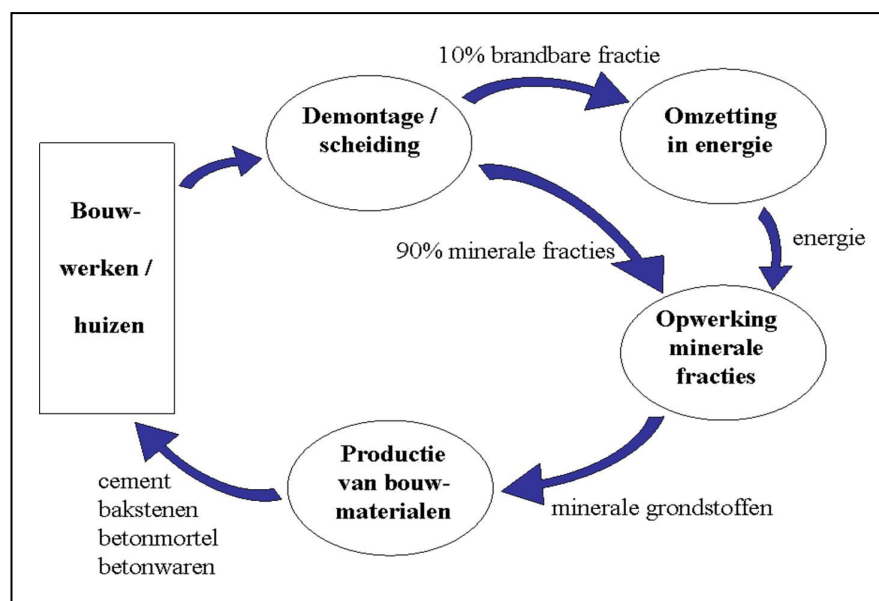 10% brandbare fractie
Demontage /
scheiding
Omzetting
in energie
Bouw-
werken /
huizen
90% minerale fracties
energie
Opwerking
minerale
fracties
Productie
van bouw-
materialen
cement
bakstenen
betonmortel
betonwaren
minerale grondstoffen